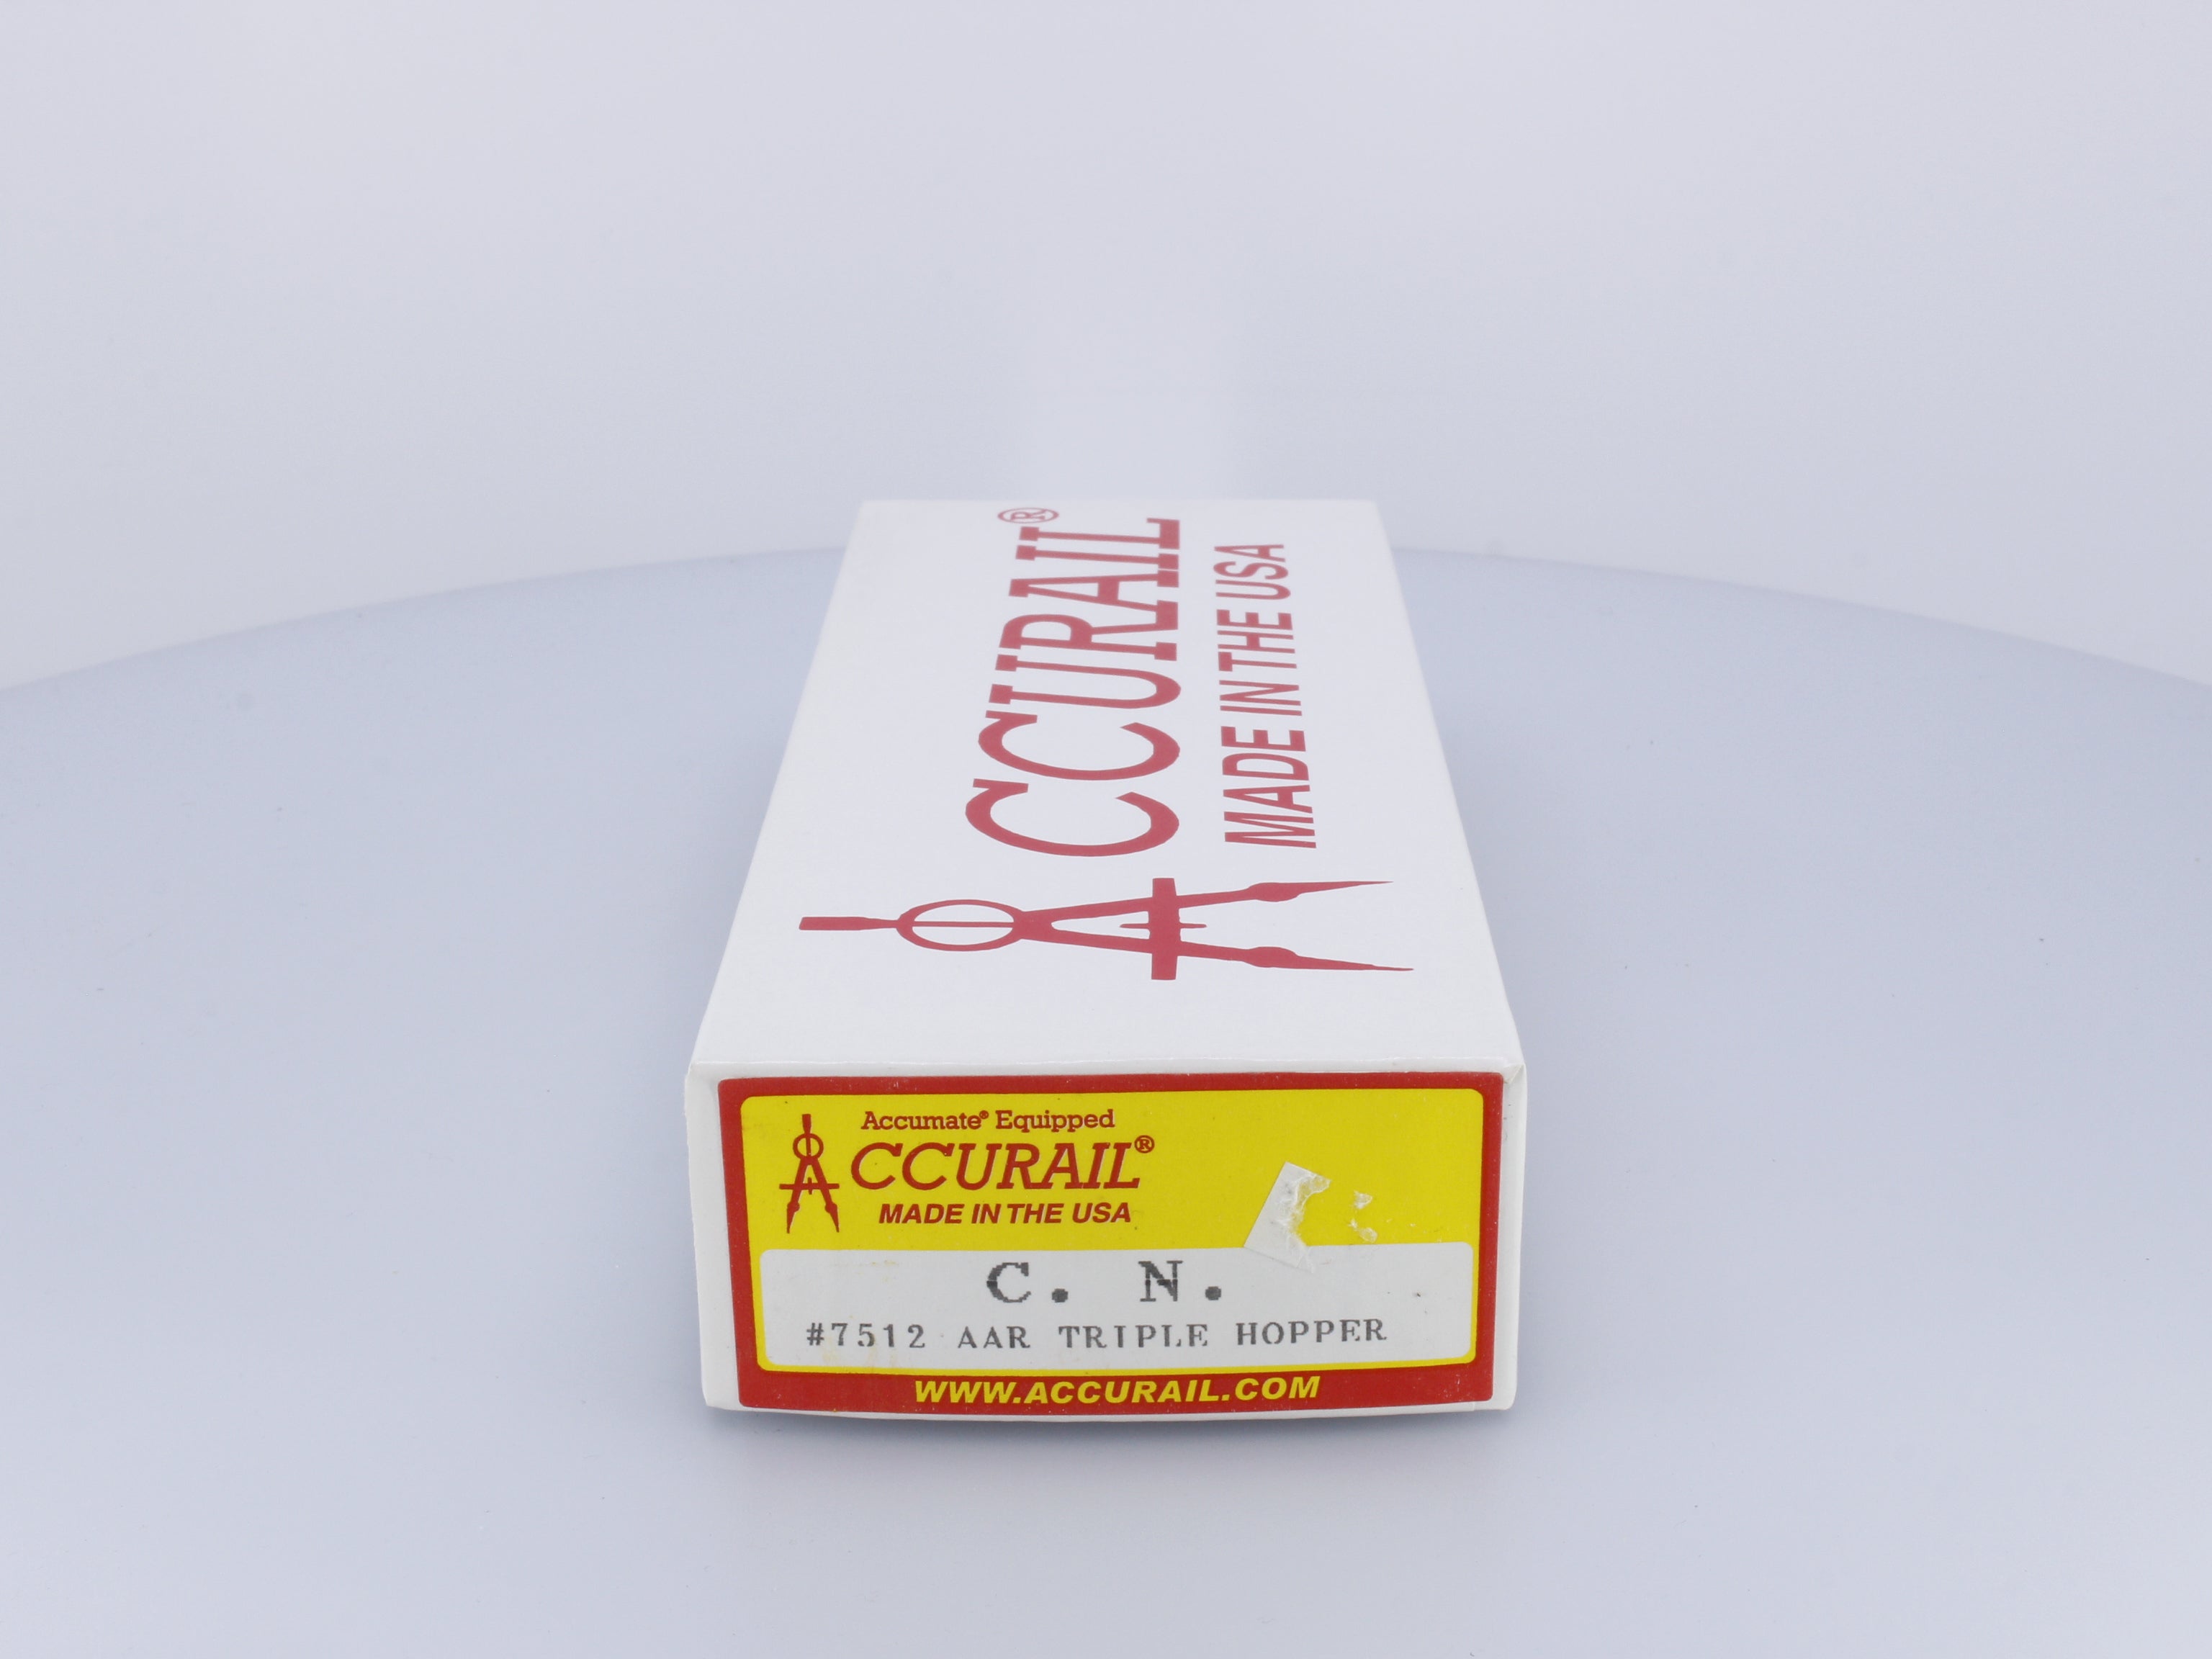 ACCURAIL®
MADE IN THE USA
Accumate® Equipped
ACCURAIL®
MADE IN THE USA
C. N.
#7512 AAR TRIPLE HOPPER
WWW.ACCURAIL.COM